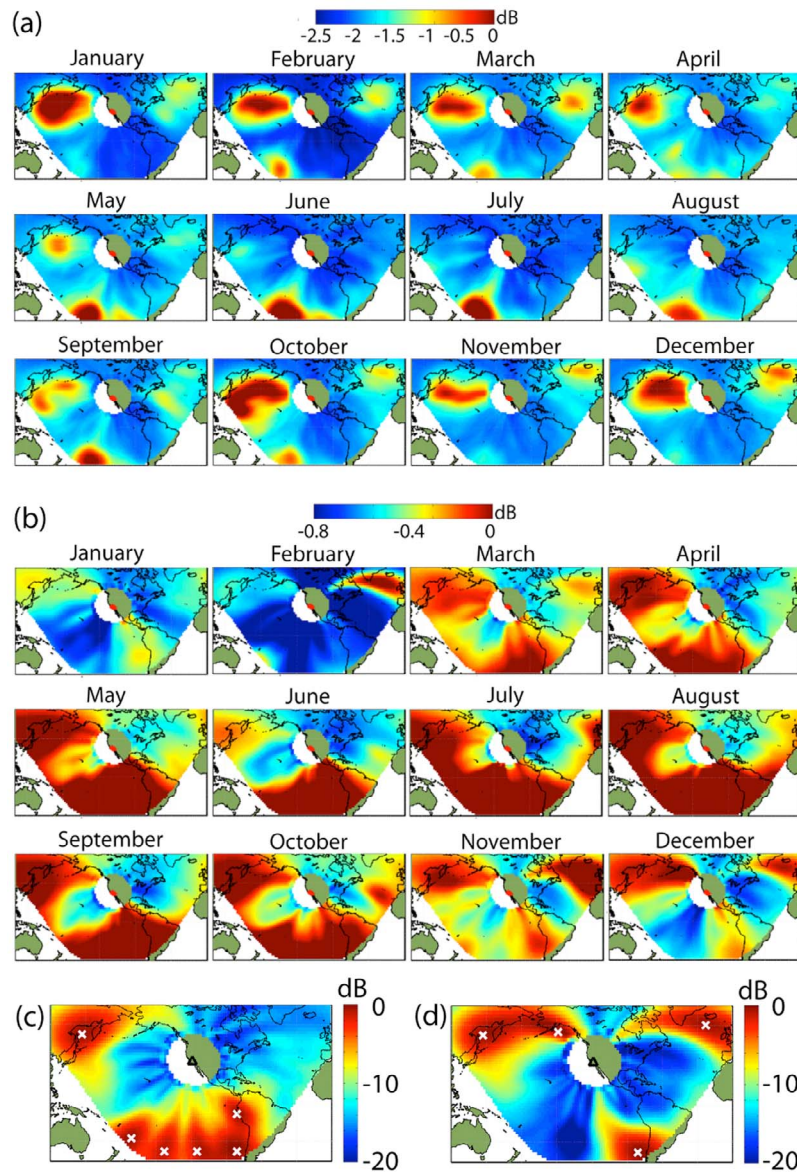 (a)
dB
-2.5 -2 -1.5 -1 -0.5 0
January February March April
May June July August
September October November December
(b)
dB
-0.8 -0.4 0
January February March April
May June July August
September October November December
(c) dB (d) dB
0 0
-10 -10
-20 -20